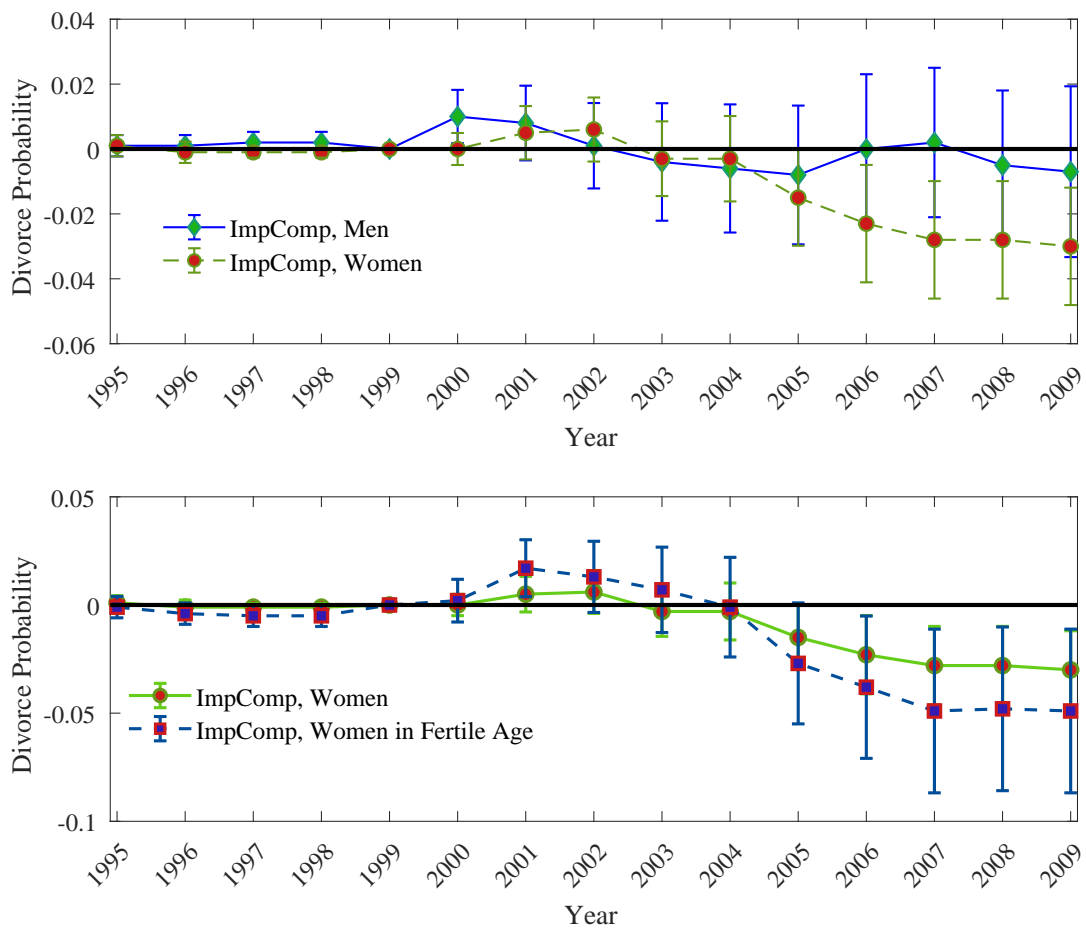 0.04
0.02
0
-0.02
-0.04
-0.06
Divorce Probability
ImpComp, Men
ImpComp, Women
1995 1996 1997 1998 1999 2000 2001 2002 2003 2004 2005 2006 2007 2008 2009
Year
0.05
0
-0.05
-0.1
Divorce Probability
ImpComp, Women
ImpComp, Women in Fertile Age
1995 1996 1997 1998 1999 2000 2001 2002 2003 2004 2005 2006 2007 2008 2009
Year